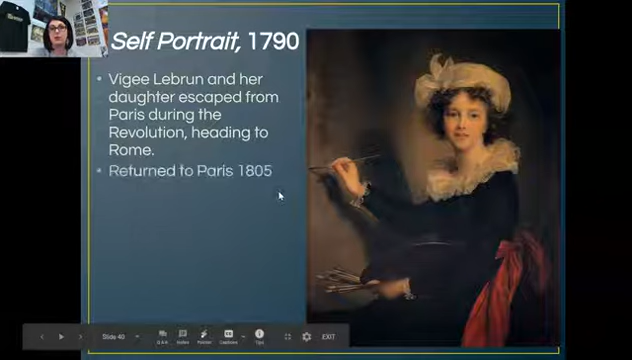 Self Portrait, 1790
• Vigee Lebrun and her
daughter escaped from
Paris during the
Revolution, heading to
Rome.
• Returned to Paris 1805
Slide 40
Q & A
Notes
Pointer
Captions
Tips
EXIT